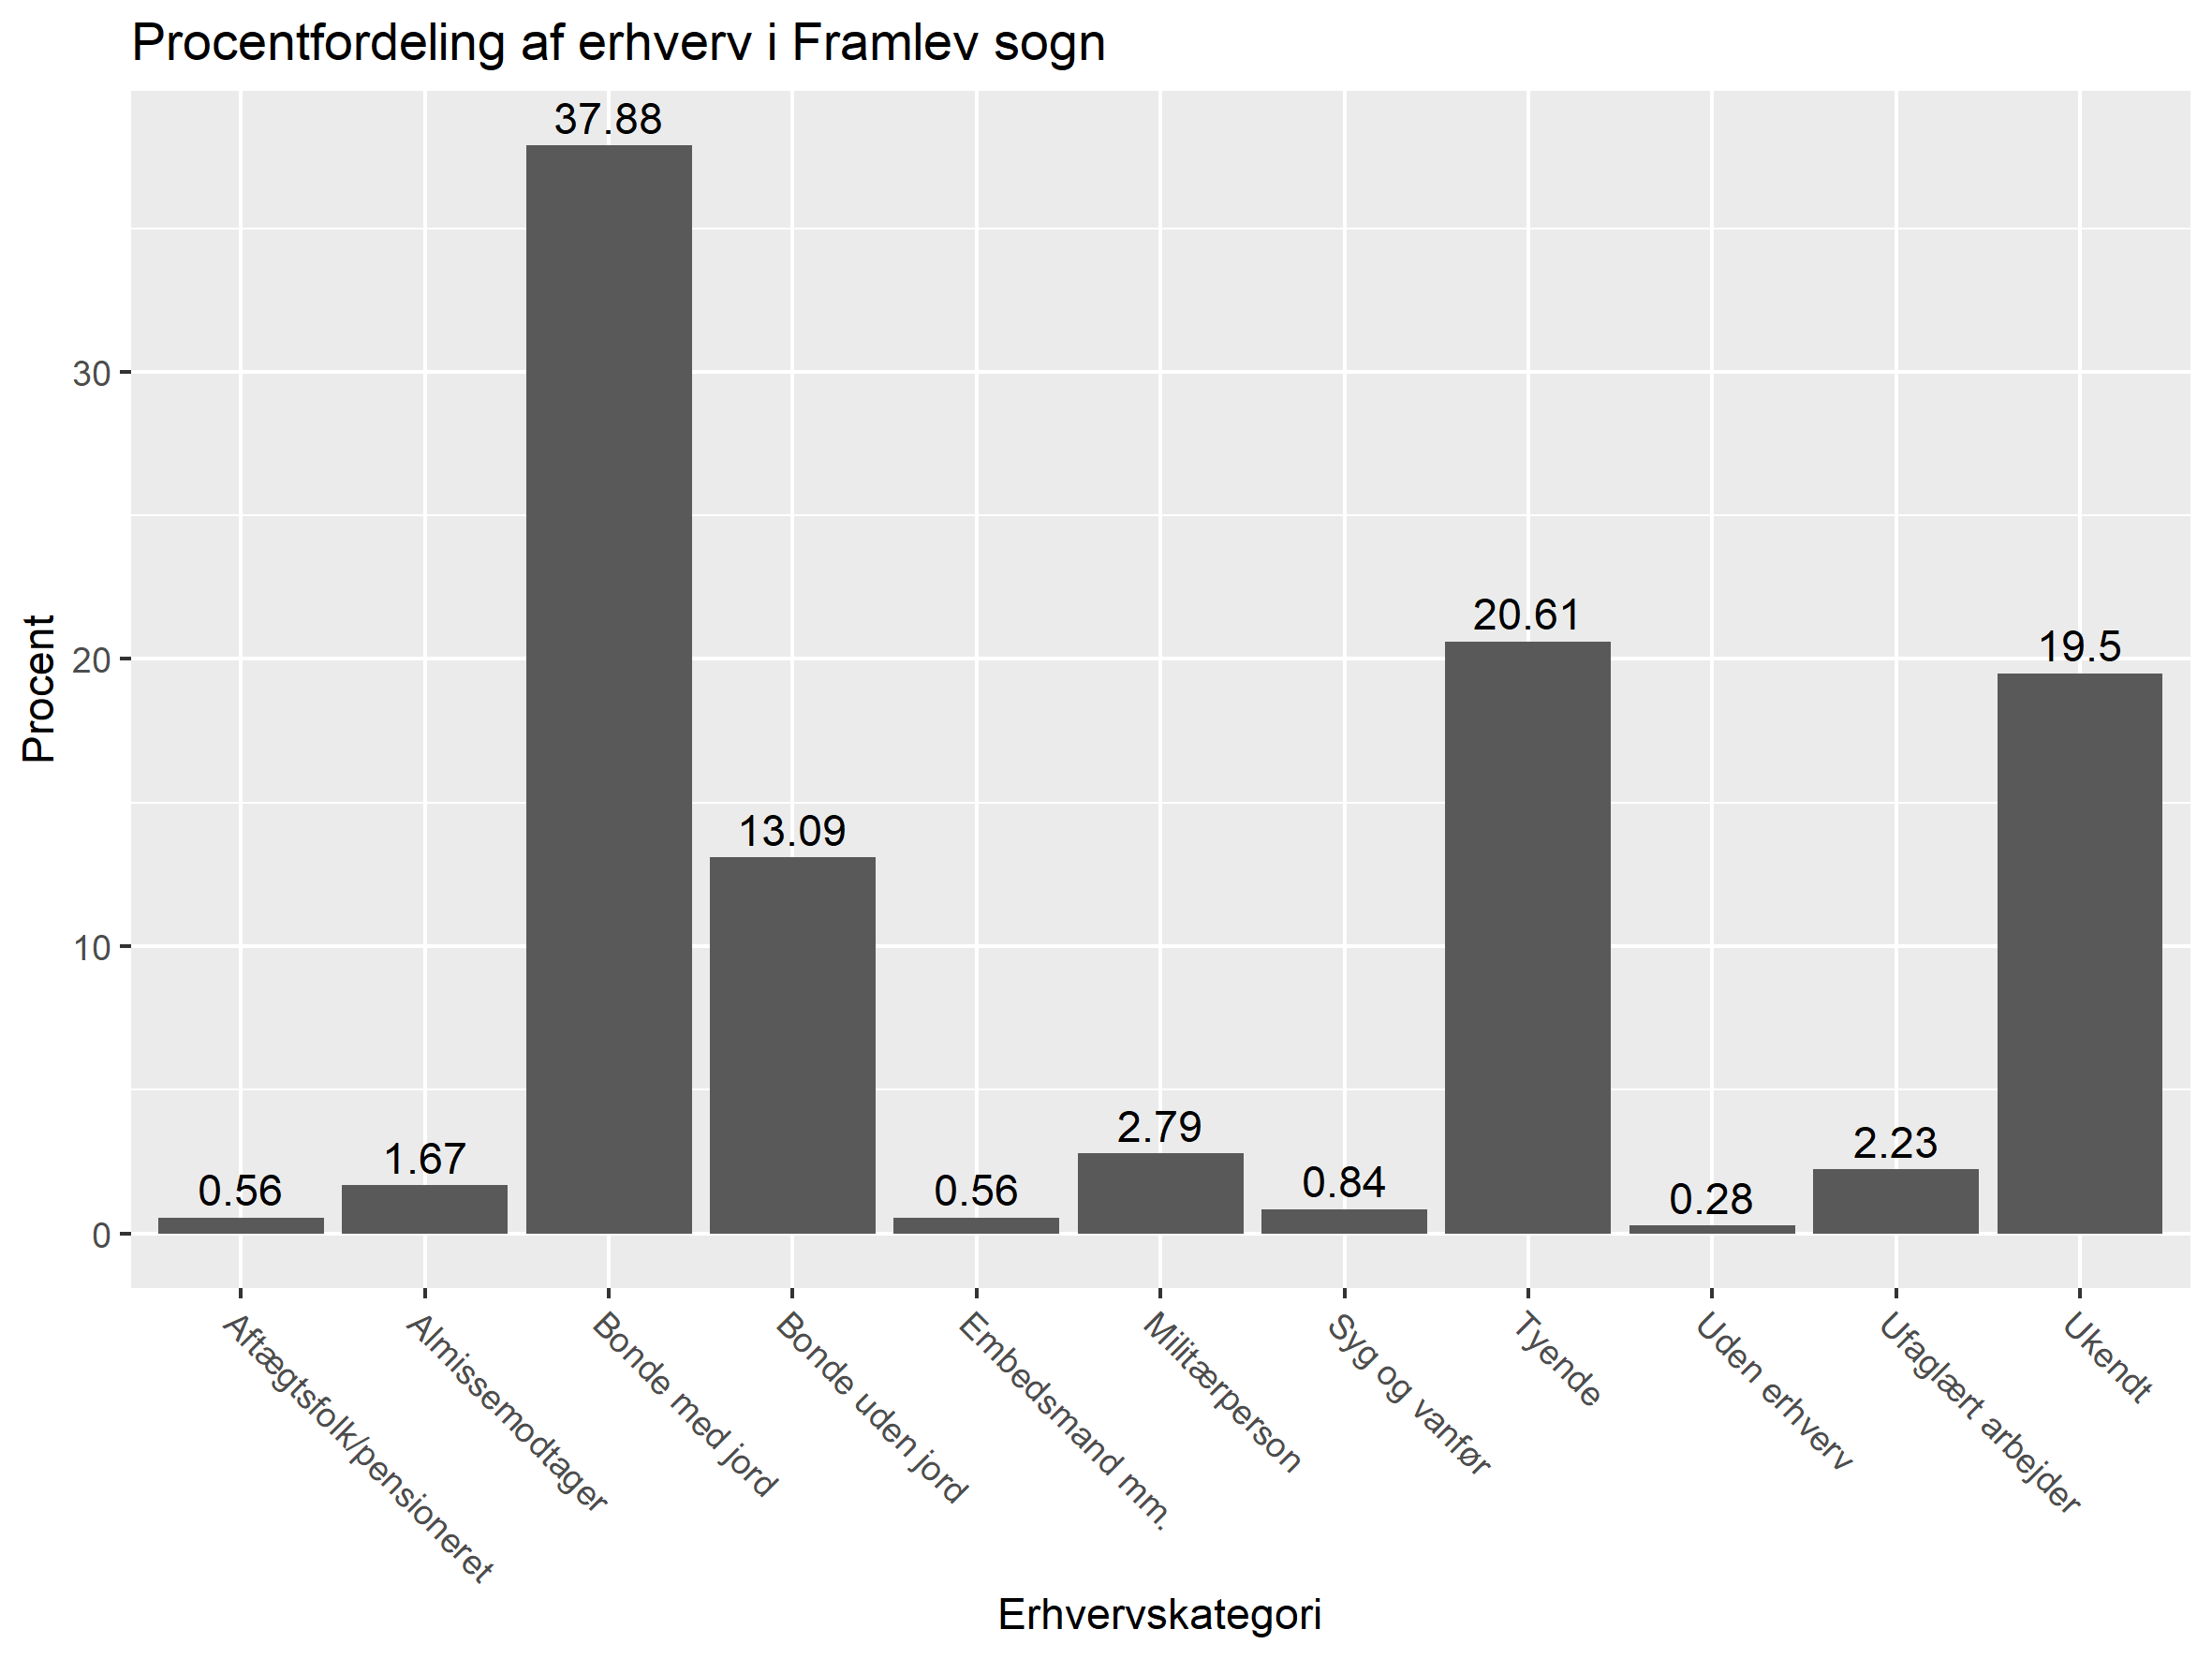 Procentfordeling af erhverv i Framlev sogn
37.88
30
20.61
20
19.5
Procent
13.09
10
2.79
2.23
1.67
0.56
0.56
0.84
0.28
0
Aftægtsfolk/pensioneret
Almissemodtager
Bonde med jord
Bonde uden jord
Embedsmand mm.
Militærperson
Syg og vanfør
Tyende
Uden erhverv
Ufaglært arbejder
Ukendt
Erhvervskategori